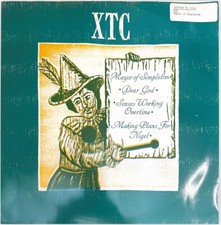 XTC
Mayor of Simpleton
• Dear God •
Senses Working
Overtime •
Making Plans For
Nigel •